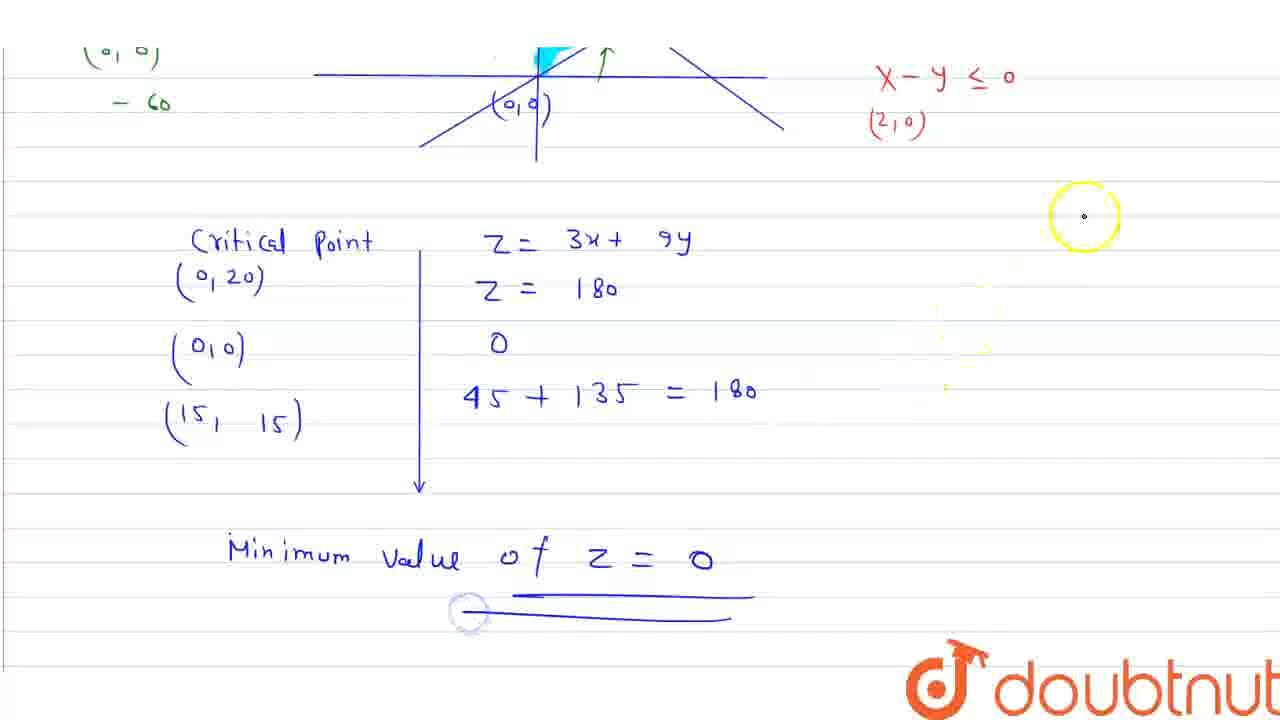 (0, 0)
- 60
(0,0)
X - Y ≤ 0
(2,0)
Critical Point
Z = 3x + 9y
(0, 20)
Z = 180
(0,0)
0
(15, 15)
45 + 135 = 180
Minimum Value of Z = 0
doubtnut